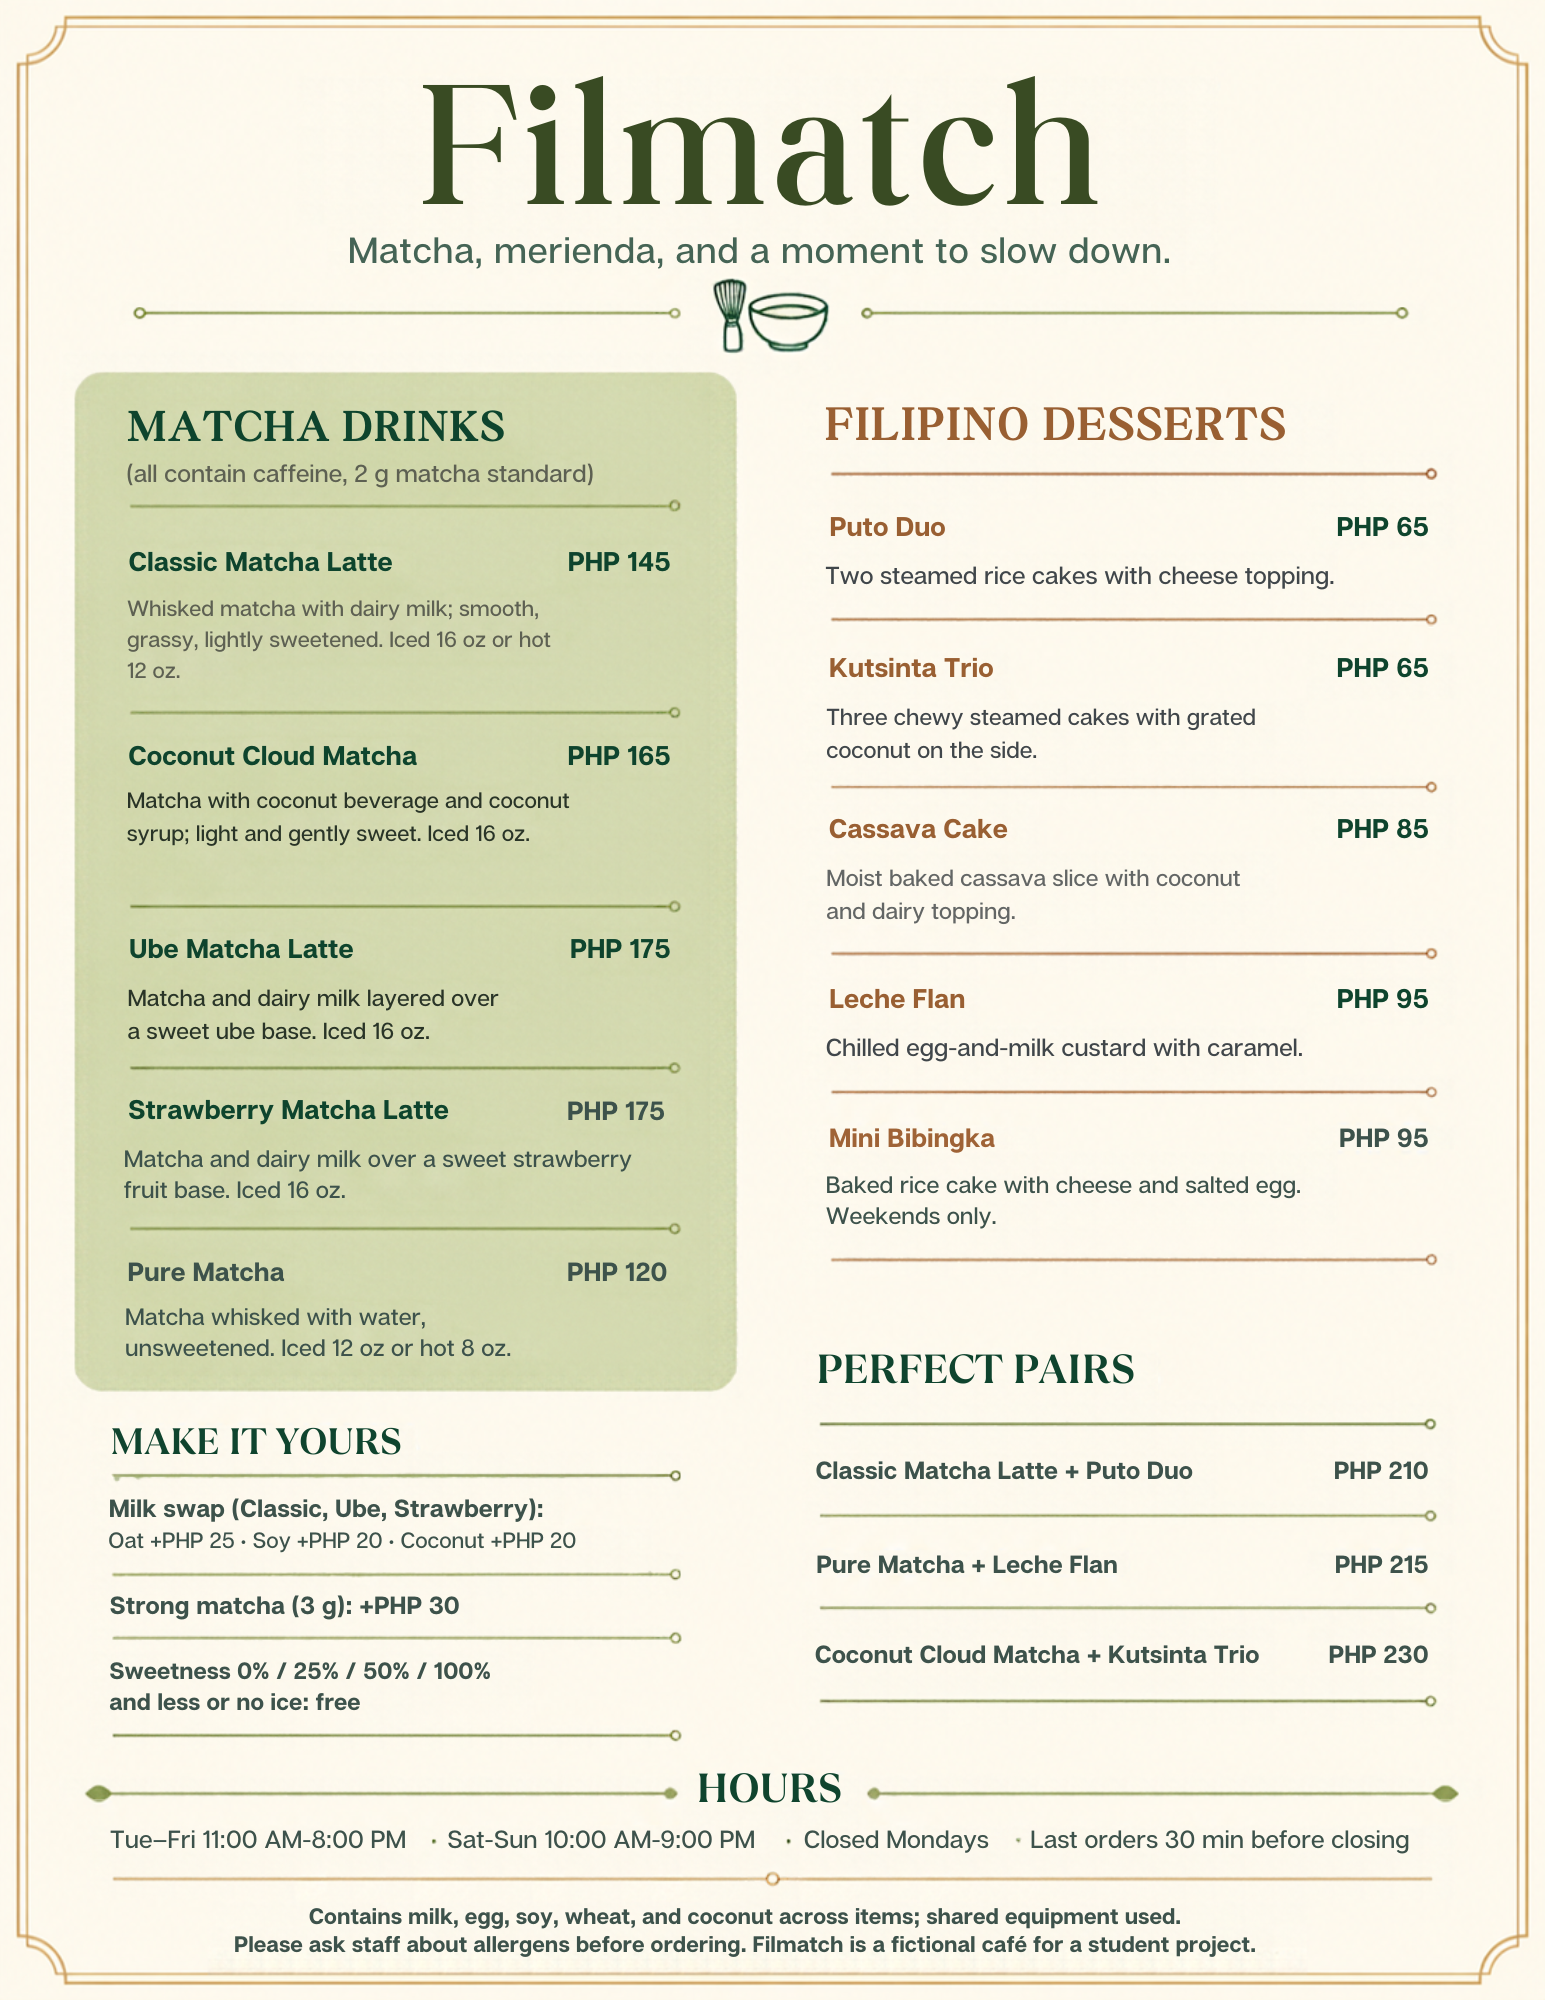 Filmatch
Matcha, merienda, and a moment to slow down.
MATCHA DRINKS
(all contain caffeine, 2 g matcha standard)
Classic Matcha Latte PHP 145
Whisked matcha with dairy milk; smooth,
grassy, lightly sweetened. Iced 16 oz or hot
12 oz.
Coconut Cloud Matcha PHP 165
Matcha with coconut beverage and coconut
syrup; light and gently sweet. Iced 16 oz.
Ube Matcha Latte PHP 175
Matcha and dairy milk layered over
a sweet ube base. Iced 16 oz.
Strawberry Matcha Latte PHP 175
Matcha and dairy milk over a sweet strawberry
fruit base. Iced 16 oz.
Pure Matcha PHP 120
Matcha whisked with water,
unsweetened. Iced 12 oz or hot 8 oz.
MAKE IT YOURS
Milk swap (Classic, Ube, Strawberry):
Oat +PHP 25 · Soy +PHP 20 · Coconut +PHP 20
Strong matcha (3 g): +PHP 30
Sweetness 0% / 25% / 50% / 100%
and less or no ice: free
FILIPINO DESSERTS
Puto Duo PHP 65
Two steamed rice cakes with cheese topping.
Kutsinta Trio PHP 65
Three chewy steamed cakes with grated
coconut on the side.
Cassava Cake PHP 85
Moist baked cassava slice with coconut
and dairy topping.
Leche Flan PHP 95
Chilled egg-and-milk custard with caramel.
Mini Bibingka PHP 95
Baked rice cake with cheese and salted egg.
Weekends only.
PERFECT PAIRS
Classic Matcha Latte + Puto Duo PHP 210
Pure Matcha + Leche Flan PHP 215
Coconut Cloud Matcha + Kutsinta Trio PHP 230
HOURS
Tue–Fri 11:00 AM-8:00 PM · Sat-Sun 10:00 AM-9:00 PM · Closed Mondays · Last orders 30 min before closing
Contains milk, egg, soy, wheat, and coconut across items; shared equipment used.
Please ask staff about allergens before ordering. Filmatch is a fictional café for a student project.